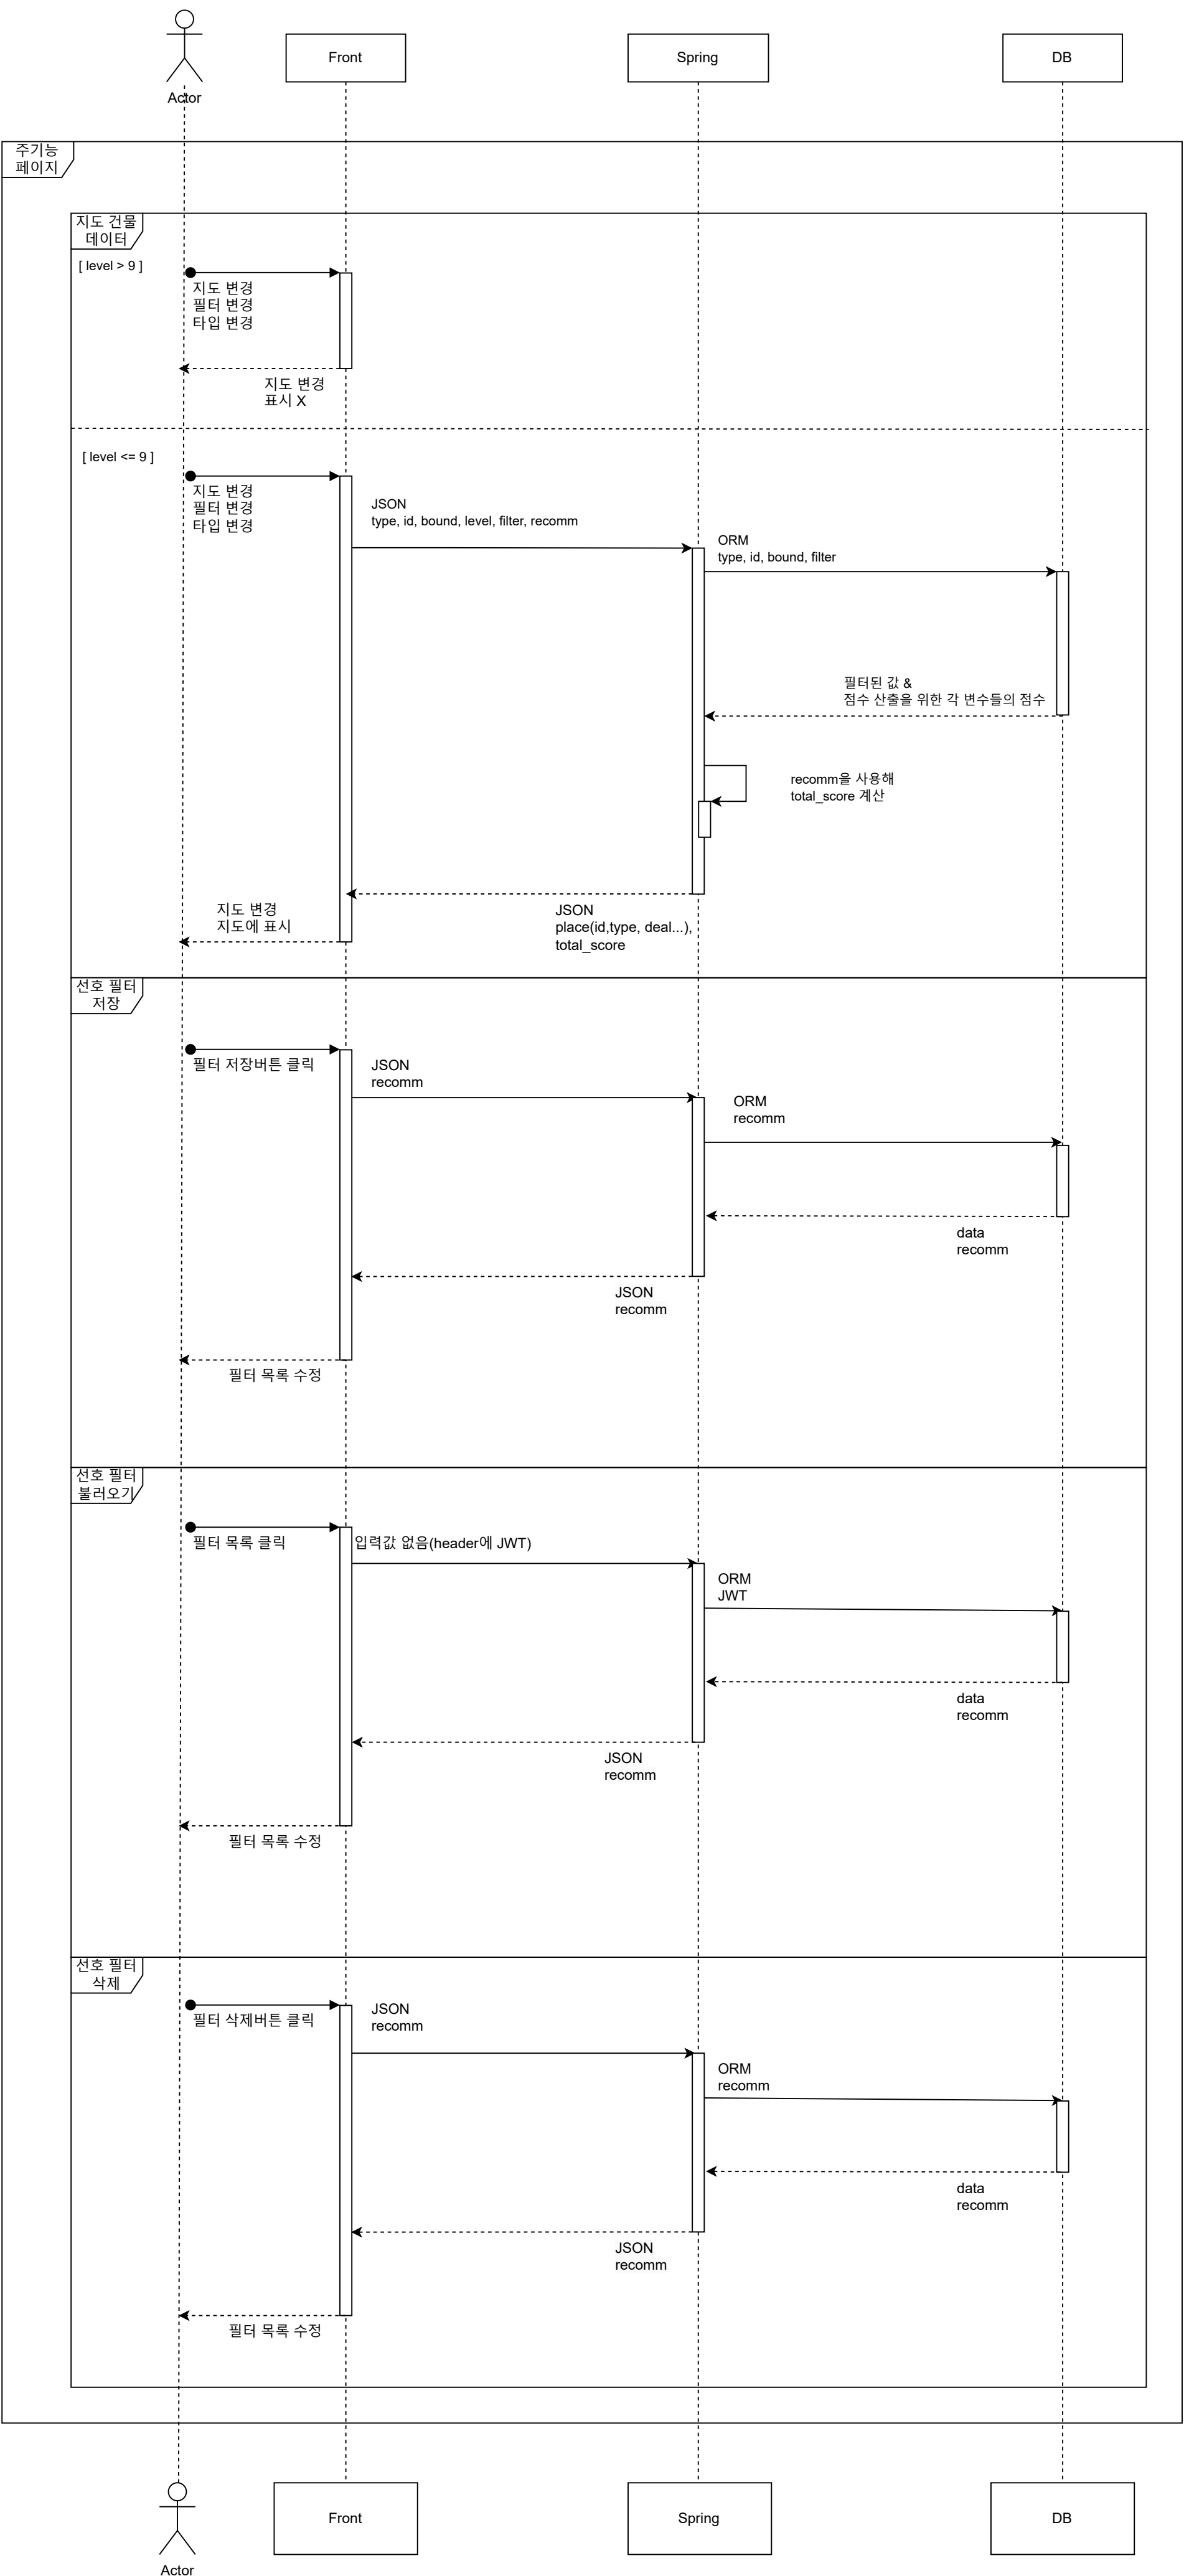 Actor
Front
Spring
DB
주기능
페이지
지도 건물
데이터
[ level > 9 ]
지도 변경
필터 변경
타입 변경
지도 변경
표시 X
[ level <= 9 ]
지도 변경
필터 변경
타입 변경
JSON
type, id, bound, level, filter, recomm
ORM
type, id, bound, filter
필터된 값 &
점수 산출을 위한 각 변수들의 점수
recomm을 사용해
total_score 계산
JSON
place(id,type, deal...),
total_score
지도 변경
지도에 표시
선호 필터
저장
필터 저장버튼 클릭
JSON
recomm
ORM
recomm
data
recomm
JSON
recomm
필터 목록 수정
선호 필터
불러오기
필터 목록 클릭
입력값 없음(header에 JWT)
ORM
JWT
data
recomm
JSON
recomm
필터 목록 수정
선호 필터
삭제
필터 삭제버튼 클릭
JSON
recomm
ORM
recomm
data
recomm
JSON
recomm
필터 목록 수정
Front
Spring
DB
Actor